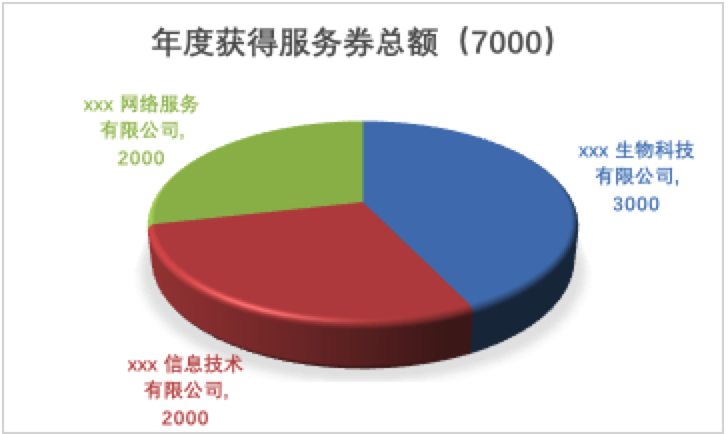 年度获得服务券总额（7000）
xxx 网络服务
有限公司,
2000
xxx 生物科技
有限公司,
3000
xxx 信息技术
有限公司,
2000